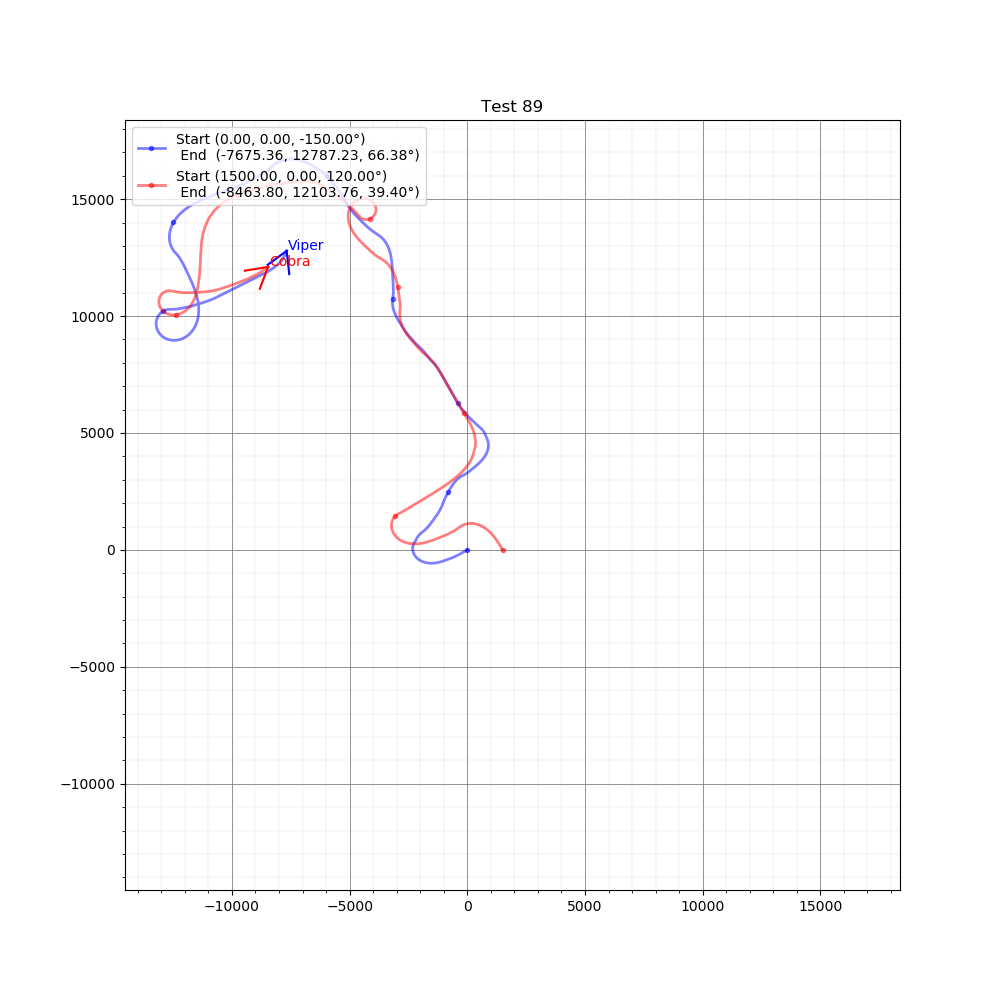 Test 89
Start (0.00, 0.00, -150.00°)
End (-7675.36, 12787.23, 66.38°)
Start (1500.00, 0.00, 120.00°)
End (-8463.80, 12103.76, 39.40°)
15000
10000
5000
0
−5000
−10000
Viper
Cobra
−10000
−5000
0
5000
10000
15000